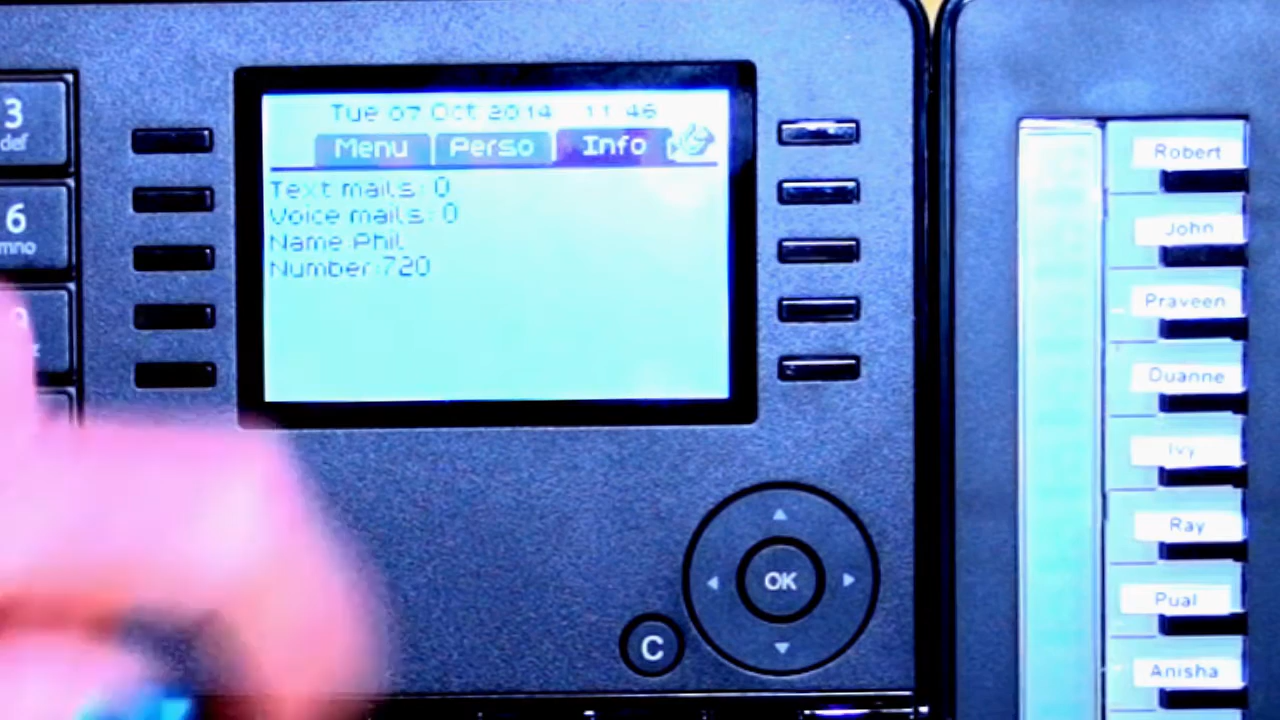 3
def
6
mno
Tue 07 Oct 2014 11:46
Menu Perso Info
Text mails: 0
Voice mails: 0
Name:Phil
Number:720
OK
C
Robert
John
Praveen
Duanne
Ivy
Ray
Pual
Anisha